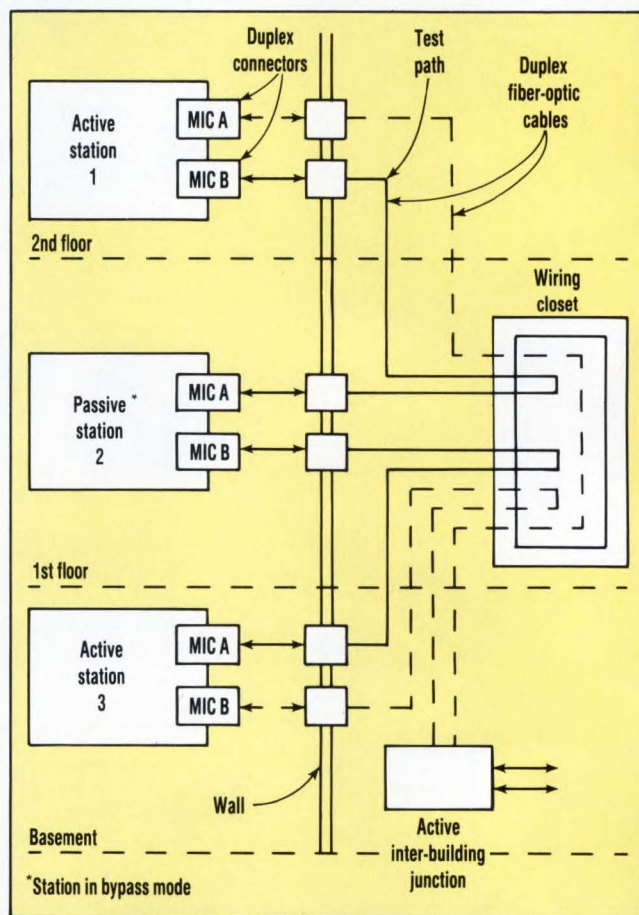 Duplex
connectors
Test
path
Duplex
fiber-optic
cables
Active
station
1
MIC A
MIC B
2nd floor
Wiring
closet
Passive *
station
2
MIC A
MIC B
1st floor
Active
station
3
MIC A
MIC B
Wall
Basement
Active
inter-building
junction
*Station in bypass mode